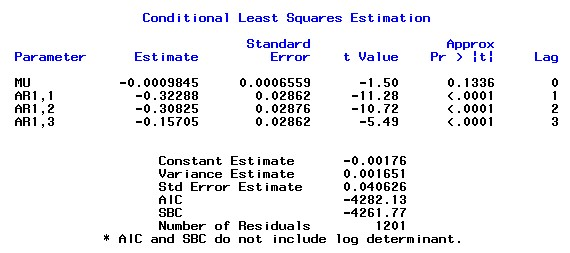 Conditional Least Squares Estimation
Standard Approx
Parameter Estimate Error t Value Pr > |t| Lag
MU -0.0009845 0.0006559 -1.50 0.1336 0
AR1,1 -0.32288 0.02862 -11.28 <.0001 1
AR1,2 -0.30825 0.02876 -10.72 <.0001 2
AR1,3 -0.15705 0.02862 -5.49 <.0001 3
Constant Estimate -0.00176
Variance Estimate 0.001651
Std Error Estimate 0.040626
AIC -4282.13
SBC -4261.77
Number of Residuals 1201
* AIC and SBC do not include log determinant.